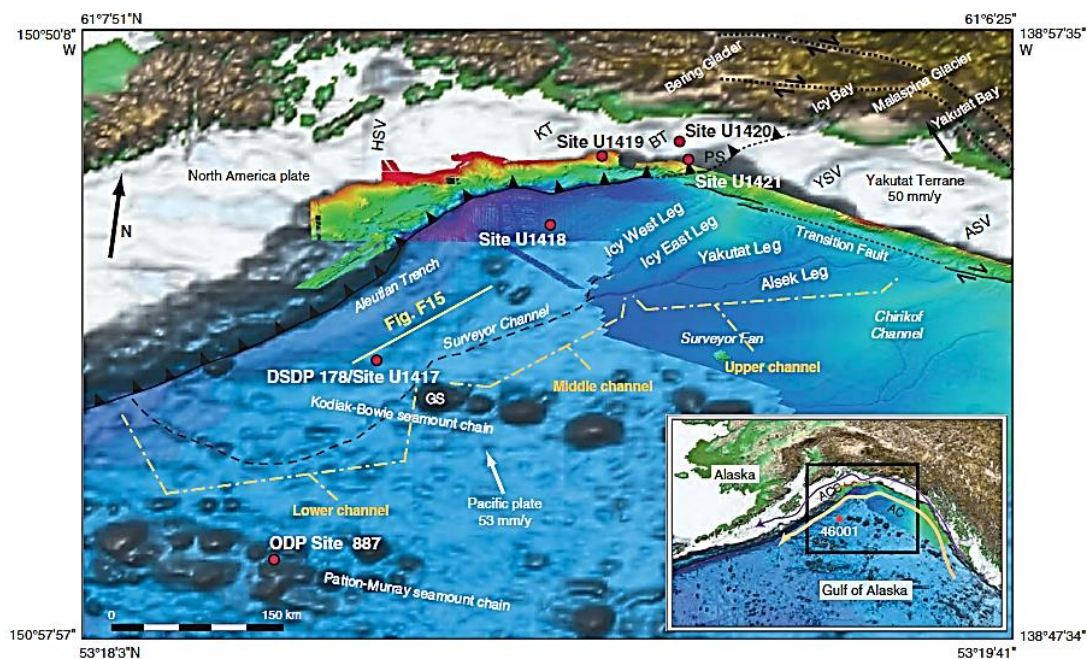 61°7'51"N
61°6'25"
150°50'8"
W
138°57'35"
W
Bering Glacier
Icy Bay
Malaspina Glacier
Yakutat Bay
HSV
KT
Site U1419
BT
Site U1420
PS
Site U1421
North America plate
YSV
Yakutat Terrane
50 mm/y
ASV
N
Site U1418
Icy West Leg
Icy East Leg
Yakutat Leg
Alsek Leg
Transition Fault
Aleutian Trench
Fig. F15
Surveyor Channel
Surveyor Fan
Chirikof
Channel
Upper channel
Middle channel
DSDP 178/Site U1417
GS
Kodiak-Bowie seamount chain
Lower channel
Pacific plate
53 mm/y
ODP Site 887
Patton-Murray seamount chain
0
150 km
Alaska
ACC
AC
46001
Gulf of Alaska
150°57'57"
53°18'3"N
138°47'34"
53°19'41"